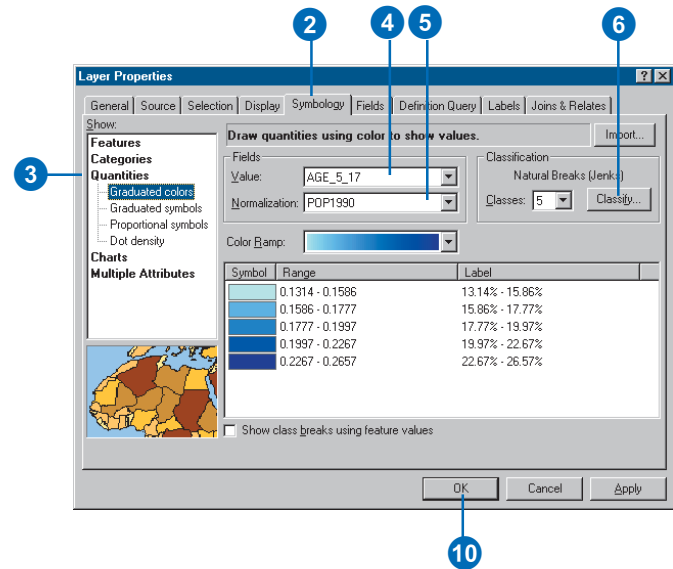 2 4 5 6
Layer Properties
General Source Selection Display Symbology Fields Definition Query Labels Joins & Relates
Show:
Features
Categories
Quantities
Graduated colors
Graduated symbols
Proportional symbols
Dot density
Charts
Multiple Attributes
3
Draw quantities using color to show values.
Import...
Fields
Value: AGE_5_17
Normalization: POP1990
Classification
Natural Breaks (Jenks)
Classes: 5 Classify...
Color Ramp:
Symbol Range Label
0.1314 - 0.1586 13.14% - 15.86%
0.1586 - 0.1777 15.86% - 17.77%
0.1777 - 0.1997 17.77% - 19.97%
0.1997 - 0.2267 19.97% - 22.67%
0.2267 - 0.2657 22.67% - 26.57%
Show class breaks using feature values
OK Cancel Apply
10